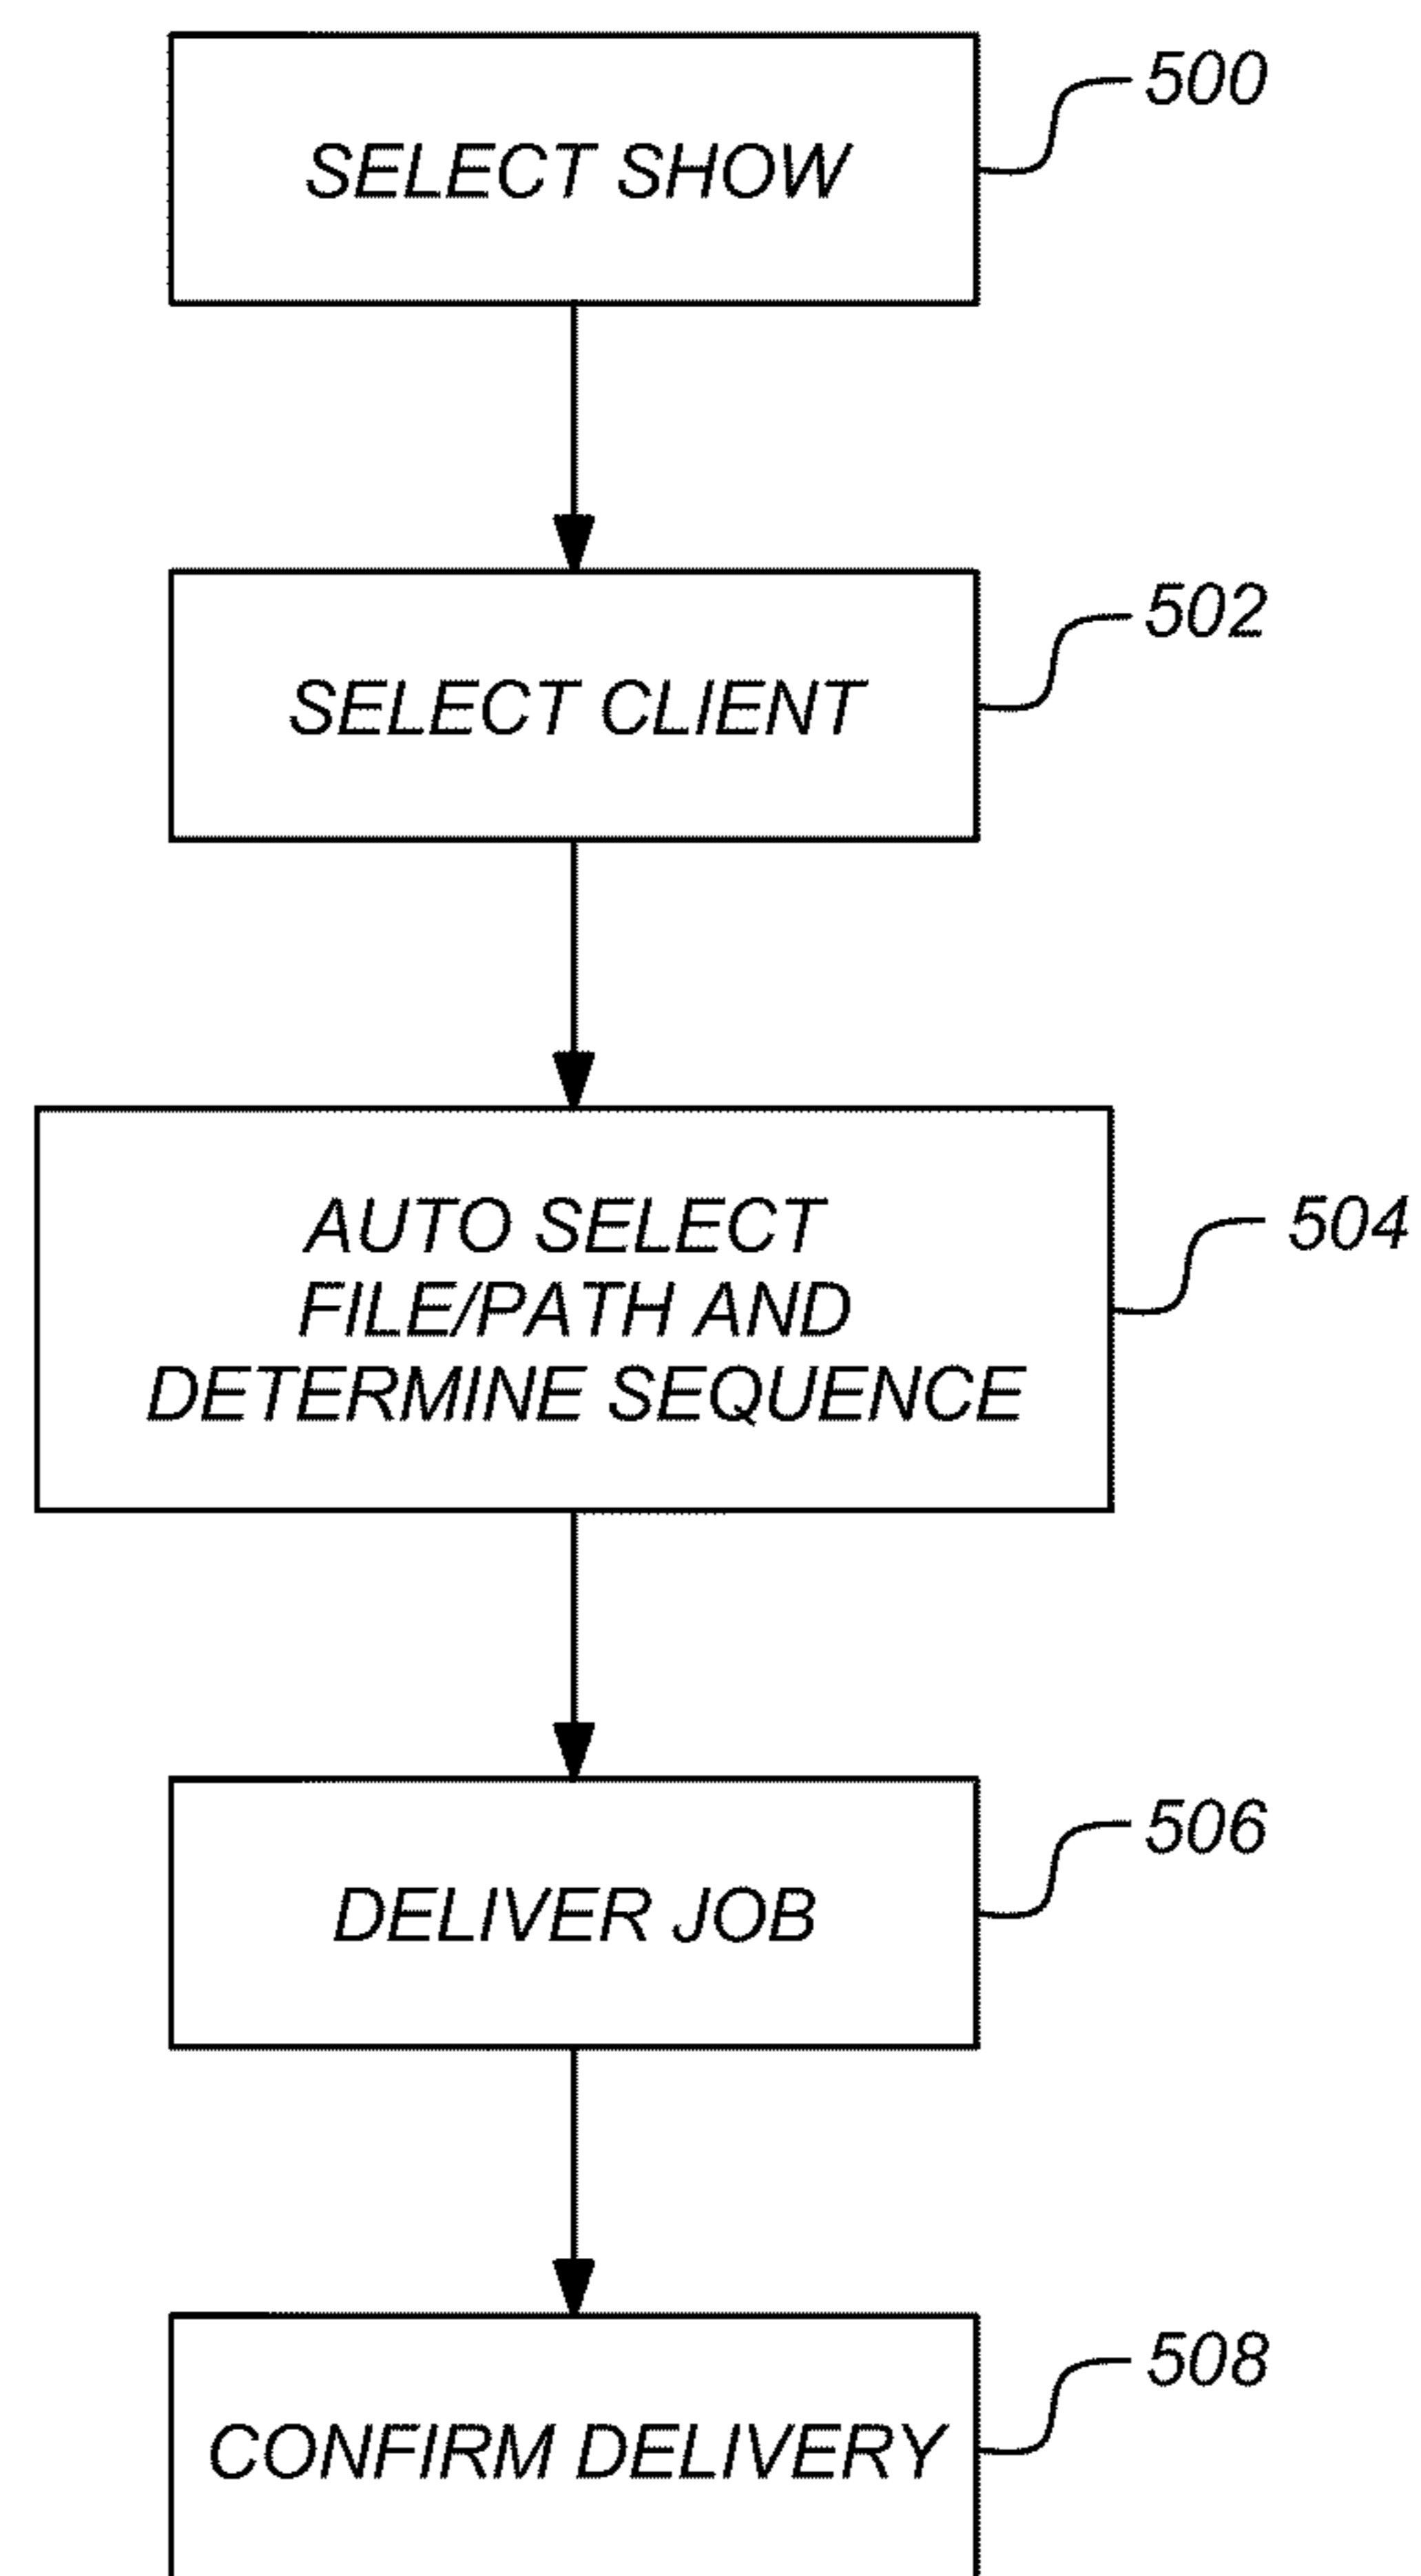 500
SELECT SHOW
502
SELECT CLIENT
AUTO SELECT
504
FILE/PATH AND
DETERMINE SEQUENCE
506
DELIVER JOB
508
CONFIRM DELIVERY